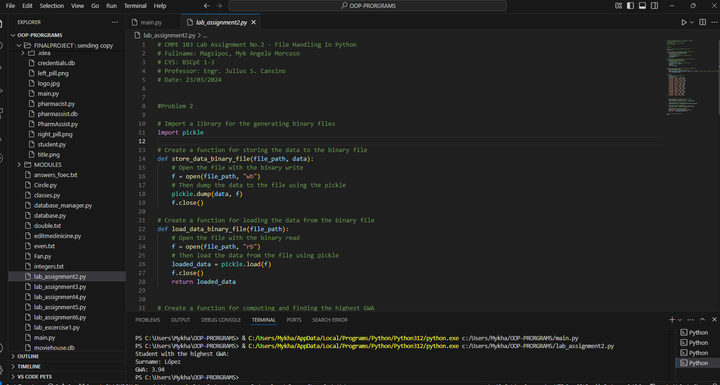 File Edit Selection View Go Run Terminal Help
OOP-PRORGRAMS
EXPLORER
OOP-PRORGRAMS
FINALPROJECT \ sending copy
.idea
credentials.db
left_pill.png
logo.jpg
main.py
pharmacist.py
pharmassist.db
PharmAssist.py
right_pill.png
student.py
title.png
MODULES
answers_foec.txt
Circle.py
classes.py
database_manager.py
database.py
double.txt
editmedinicine.py
even.txt
Fan.py
integers.txt
lab_assignment2.py
lab_assignment3.py
lab_assignment4.py
lab_assignment5.py
lab_assignment6.py
lab_excercise1.py
main.py
moviehouse.db
OUTLINE
TIMELINE
VS CODE PETS
main.py
lab_assignment2.py
lab_assignment2.py > ...
1 # CMPE 103 Lab Assignment No.2 - File Handling in Python
2 # Fullname: Magsipoc, Myk Angelo Morcoso
3 # CYS: BSCpE 1-3
4 # Professor: Engr. Julius S. Cansino
5 # Date: 23/03/2024
6
7
8 #Problem 2
9
10 # Import a library for the generating binary files
11 import pickle
12
13 # Create a function for storing the data to the binary file
14 def store_data_binary_file(file_path, data):
15 # Open the file with the binary write
16 f = open(file_path, "wb")
17 # Then dump the data to the file using the pickle
18 pickle.dump(data, f)
19 f.close()
20
21 # Create a function for loading the data from the binary file
22 def load_data_binary_file(file_path):
23 # Open the file with the binary read
24 f = open(file_path, "rb")
25 # Then load the data from the file using pickle
26 loaded_data = pickle.load(f)
27 f.close()
28 return loaded_data
29
30
31 # Create a function for computing and finding the highest GWA
PROBLEMS OUTPUT DEBUG CONSOLE TERMINAL PORTS SEARCH ERROR
PS C:\Users\Mykha\OOP-PRORGRAMS> & C:/Users/Mykha/AppData/Local/Programs/Python/Python312/python.exe c:/Users/Mykha/OOP-PRORGRAMS/main.py
PS C:\Users\Mykha\OOP-PRORGRAMS> & C:/Users/Mykha/AppData/Local/Programs/Python/Python312/python.exe c:/Users/Mykha/OOP-PRORGRAMS/lab_assignment2.py
Student with the highest GWA:
Surname: López
GWA: 3.94
PS C:\Users\Mykha\OOP-PRORGRAMS>
Python
Python
Python
Python